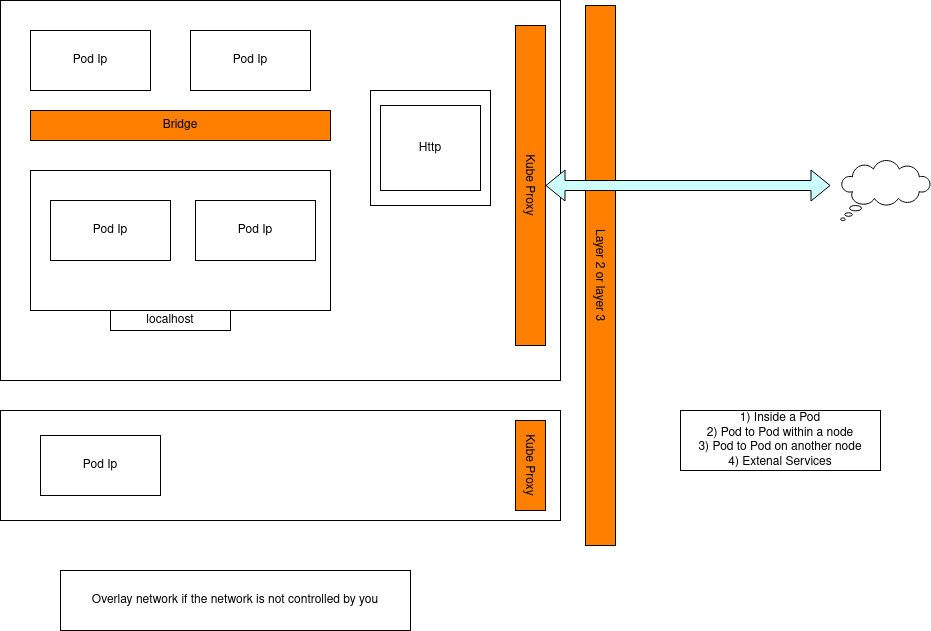 Pod Ip
Pod Ip
Bridge
Http
Kube Proxy
Pod Ip
Pod Ip
localhost
Layer 2 or layer 3
Pod Ip
Kube Proxy
1) Inside a Pod
2) Pod to Pod within a node
3) Pod to Pod on another node
4) Extenal Services
Overlay network if the network is not controlled by you